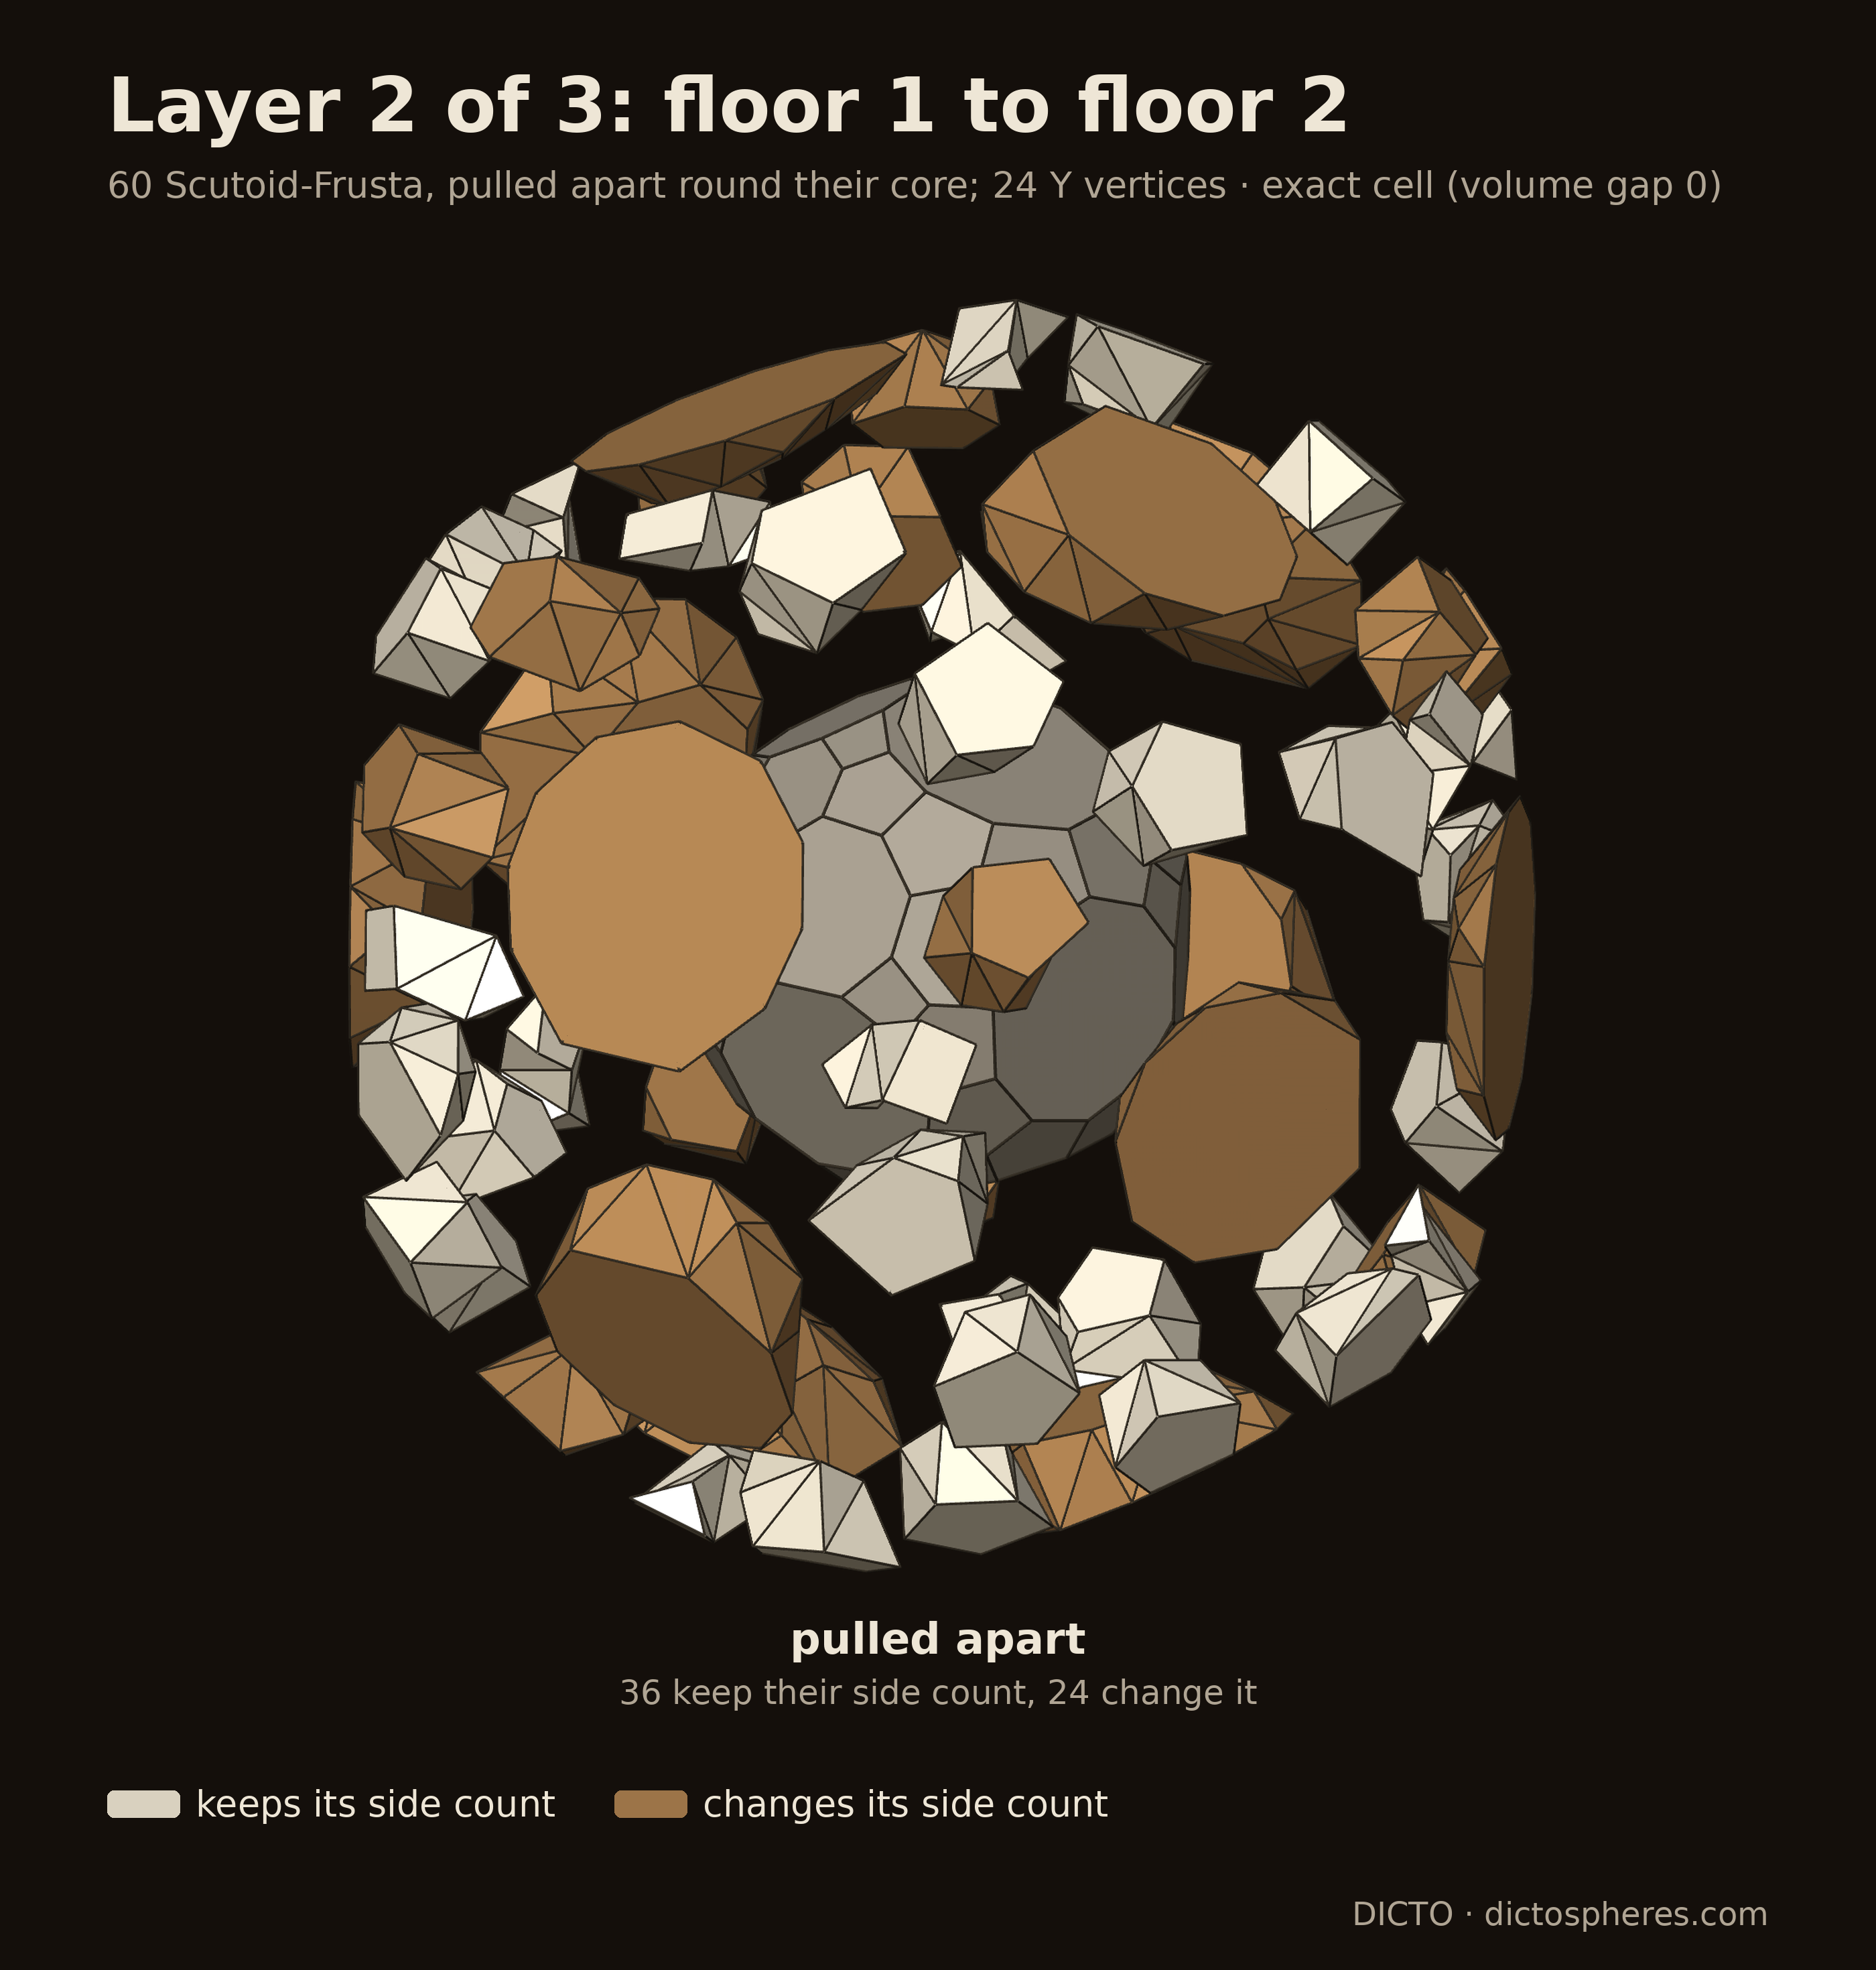 Layer 2 of 3: floor 1 to floor 2
60 Scutoid-Frusta, pulled apart round their core; 24 Y vertices · exact cell (volume gap 0)
pulled apart
36 keep their side count, 24 change it
keeps its side count
changes its side count
DICTO · dictospheres.com